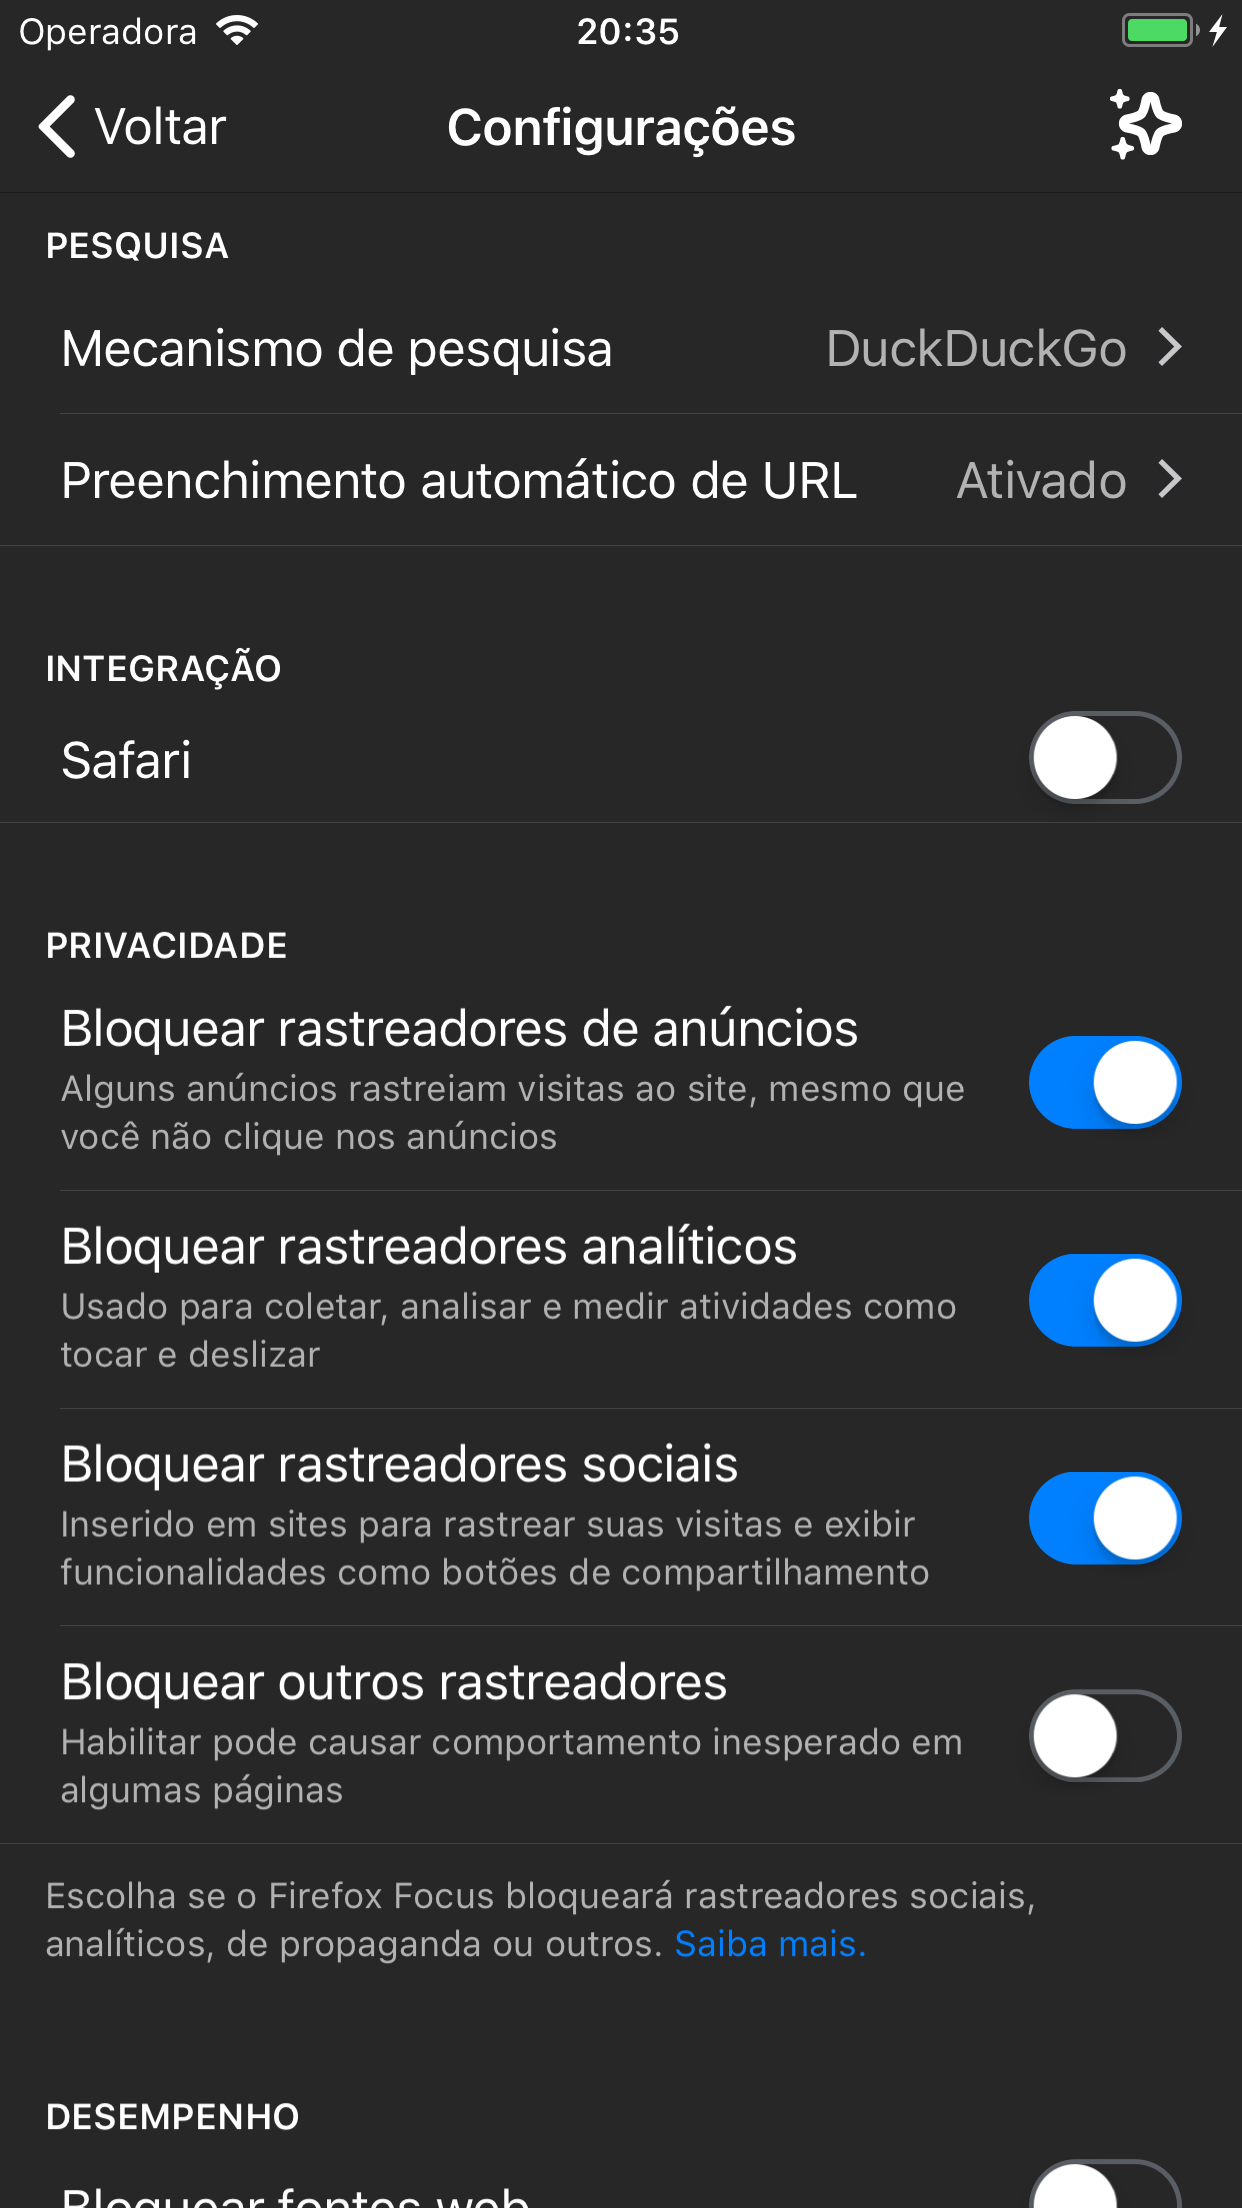 Operadora
20:35
Voltar
Configurações
PESQUISA
Mecanismo de pesquisa
DuckDuckGo
Preenchimento automático de URL
Ativado
INTEGRAÇÃO
Safari
PRIVACIDADE
Bloquear rastreadores de anúncios
Alguns anúncios rastreiam visitas ao site, mesmo que
você não clique nos anúncios
Bloquear rastreadores analíticos
Usado para coletar, analisar e medir atividades como
tocar e deslizar
Bloquear rastreadores sociais
Inserido em sites para rastrear suas visitas e exibir
funcionalidades como botões de compartilhamento
Bloquear outros rastreadores
Habilitar pode causar comportamento inesperado em
algumas páginas
Escolha se o Firefox Focus bloqueará rastreadores sociais,
analíticos, de propaganda ou outros. Saiba mais.
DESEMPENHO
Bloquear fontes web